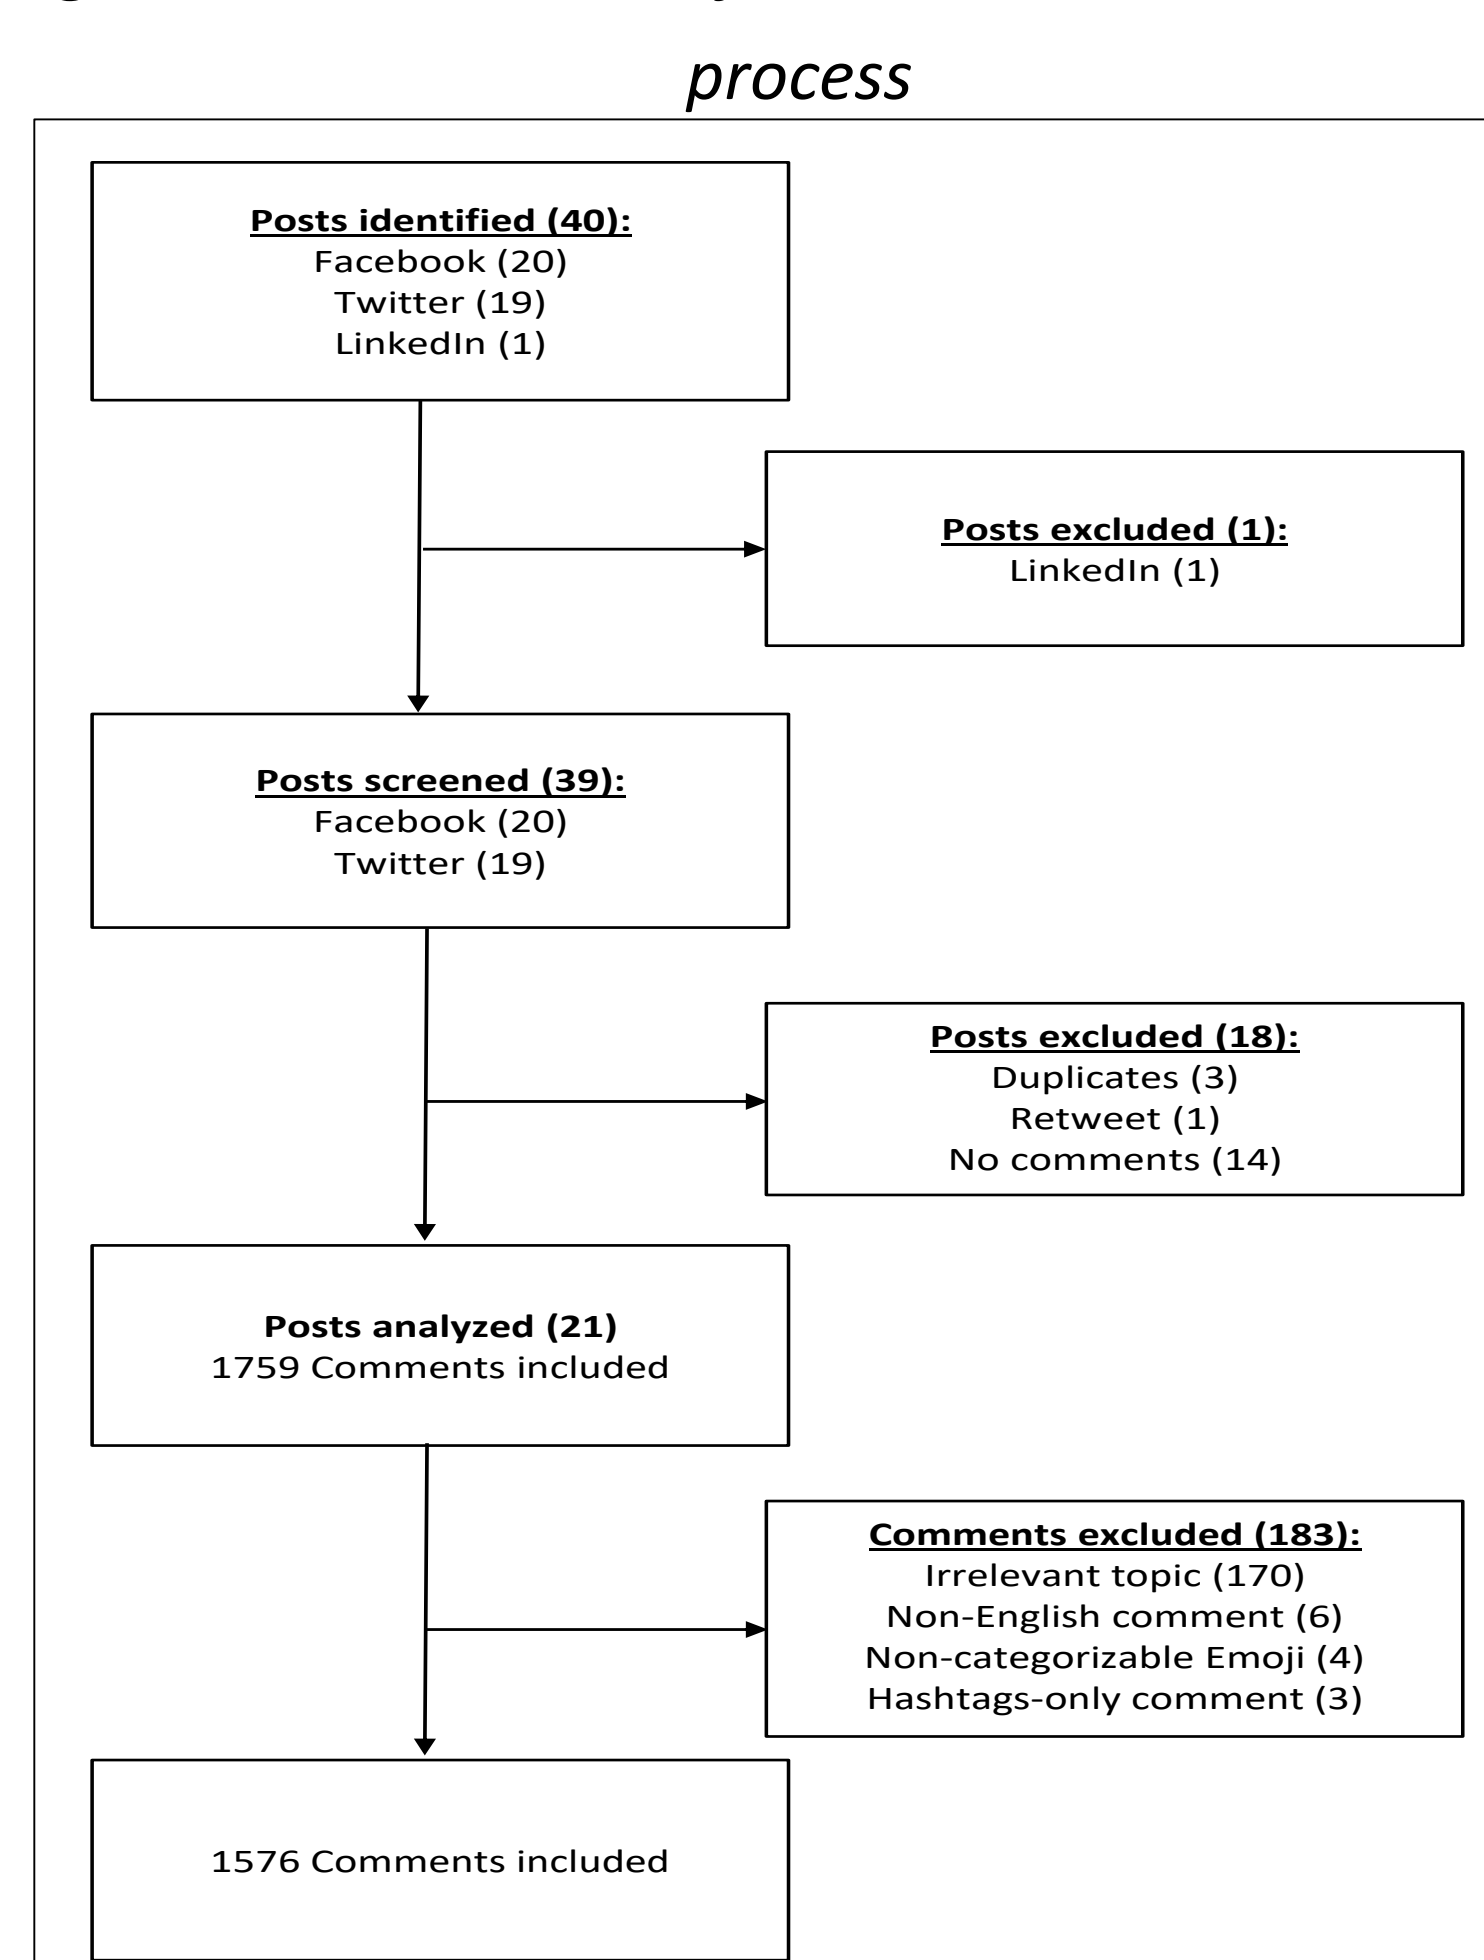 process
Posts identified (40):
Facebook (20)
Twitter (19)
LinkedIn (1)
Posts excluded (1):
LinkedIn (1)
Posts screened (39):
Facebook (20)
Twitter (19)
Posts excluded (18):
Duplicates (3)
Retweet (1)
No comments (14)
Posts analyzed (21)
1759 Comments included
Comments excluded (183):
Irrelevant topic (170)
Non-English comment (6)
Non-categorizable Emoji (4)
Hashtags-only comment (3)
1576 Comments included